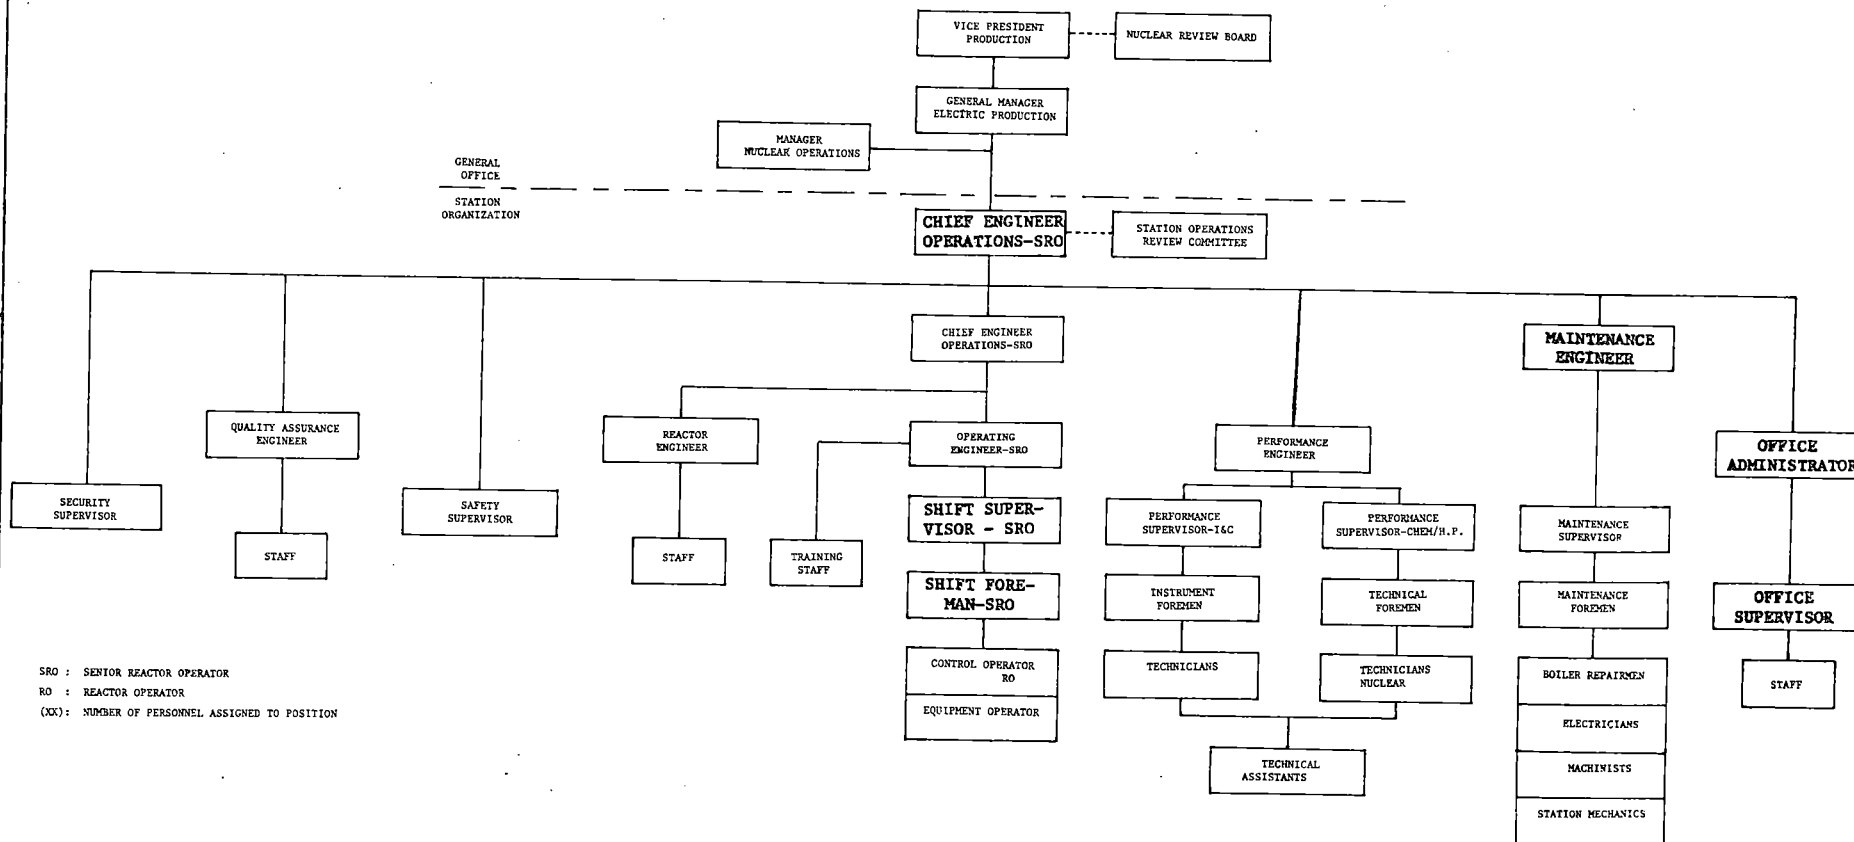 VICE PRESIDENT
PRODUCTION
NUCLEAR REVIEW BOARD
GENERAL MANAGER
ELECTRIC PRODUCTION
MANAGER
NUCLEAR OPERATIONS
GENERAL
OFFICE
STATION
ORGANIZATION
CHIEF ENGINEER
OPERATIONS-SRO
STATION OPERATIONS
REVIEW COMMITTEE
CHIEF ENGINEER
OPERATIONS-SRO
MAINTENANCE
ENGINEER
QUALITY ASSURANCE
ENGINEER
REACTOR
ENGINEER
OPERATING
ENGINEER-SRO
PERFORMANCE
ENGINEER
OFFICE
ADMINISTRATOR
SECURITY
SUPERVISOR
SAFETY
SUPERVISOR
SHIFT SUPER-
VISOR - SRO
PERFORMANCE
SUPERVISOR-I&C
PERFORMANCE
SUPERVISOR-CHEM/H.P.
MAINTENANCE
SUPERVISOR
STAFF
STAFF
TRAINING
STAFF
SHIFT FORE-
MAN-SRO
INSTRUMENT
FOREMEN
TECHNICAL
FOREMEN
MAINTENANCE
FOREMEN
OFFICE
SUPERVISOR
CONTROL OPERATOR
RO
EQUIPMENT OPERATOR
TECHNICIANS
TECHNICIANS
NUCLEAR
BOILER REPAIRMEN
ELECTRICIANS
MACHINISTS
STATION MECHANICS
STAFF
TECHNICAL
ASSISTANTS
SRO : SENIOR REACTOR OPERATOR
RO : REACTOR OPERATOR
(XX): NUMBER OF PERSONNEL ASSIGNED TO POSITION